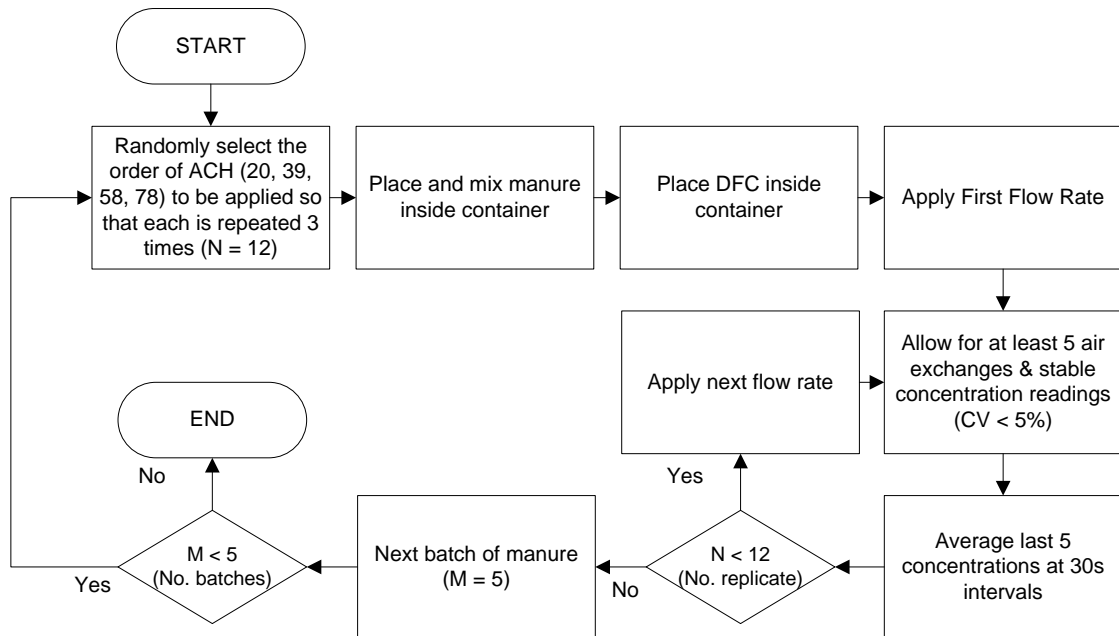 START
Randomly select the
order of ACH (20, 39,
58, 78) to be applied so
that each is repeated 3
times (N = 12)
Place and mix manure
inside container
Place DFC inside
container
Apply First Flow Rate
Allow for at least 5 air
exchanges & stable
concentration readings
(CV < 5%)
Apply next flow rate
Average last 5
concentrations at 30s
intervals
N < 12
(No. replicate)
Yes
No
Next batch of manure
(M = 5)
M < 5
(No. batches)
Yes
No
END